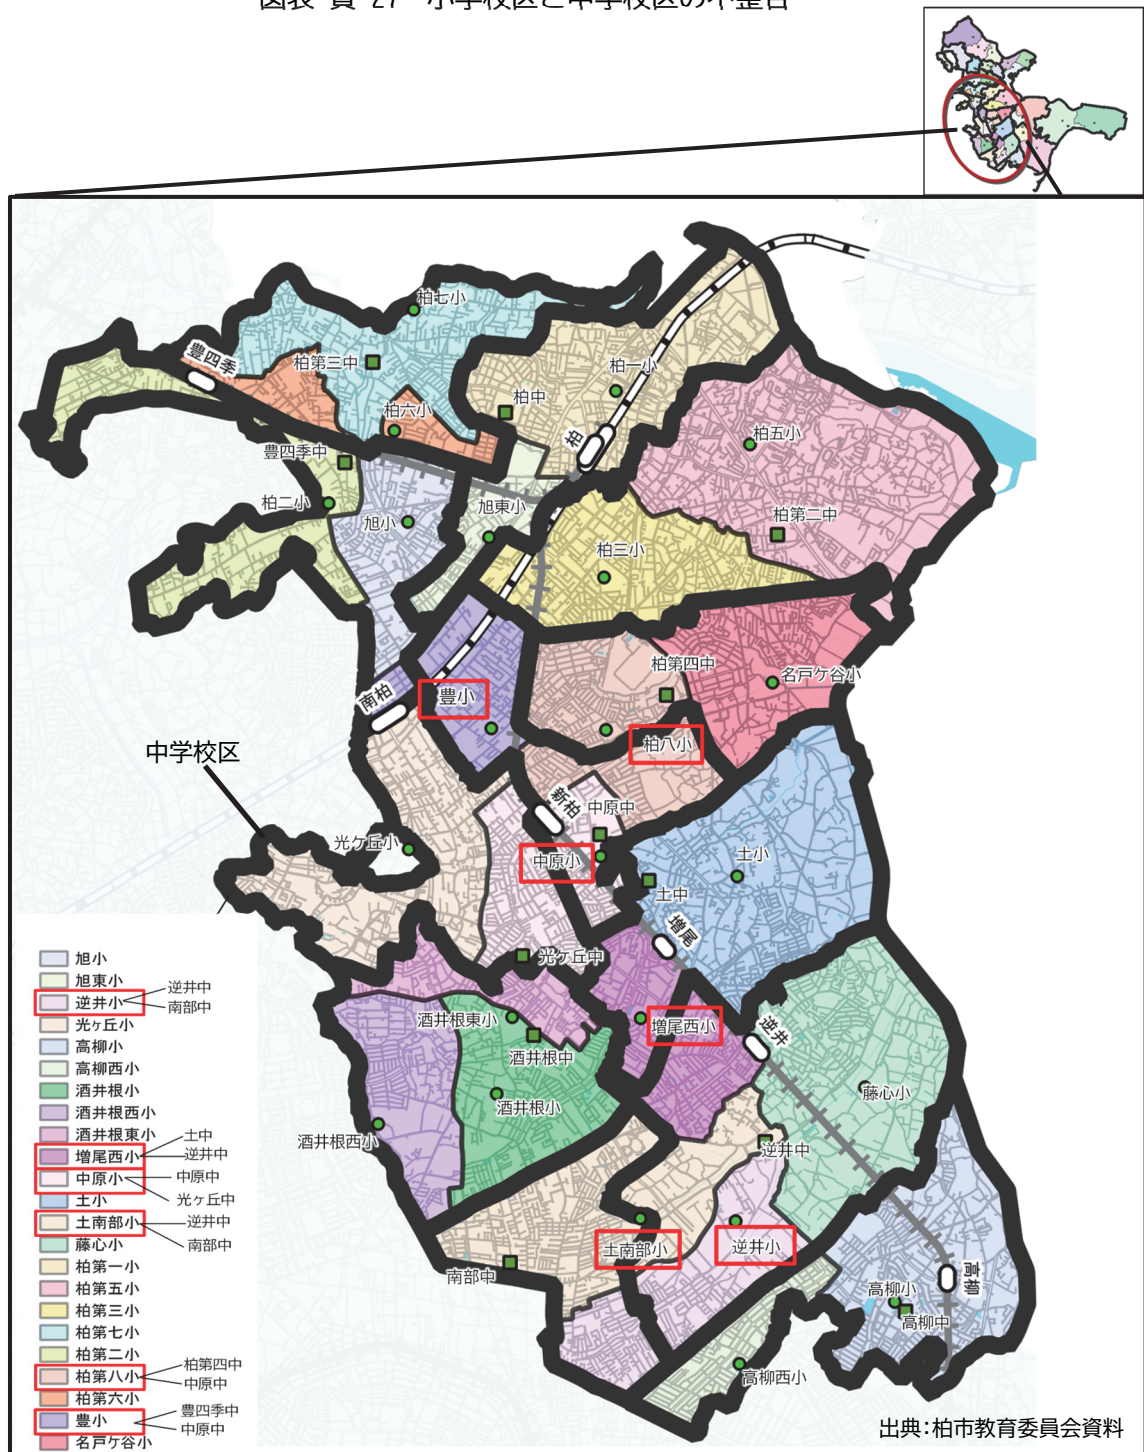 図表 資-27 小学校区と中学校区の不整合
柏七小
豊四季
柏第三中
柏一小
柏中
柏六小
柏
柏五小
豊四季中
柏二小
旭東小
旭小
柏第二中
柏三小
柏第四中
名戸ケ谷小
南柏
豊小
柏八小
中学校区
新柏
中原中
光ケ丘小
中原小
土小
土中
増尾
光ケ丘中
酒井根東小
増尾西小
逆井
酒井根中
藤心小
酒井根小
酒井根西小
逆井中
土南部小
逆井小
南部中
高柳
高柳小
高柳中
高柳西小
旭小
旭東小
逆井小
逆井中
南部中
光ヶ丘小
高柳小
高柳西小
酒井根小
酒井根西小
酒井根東小
増尾西小
土中
逆井中
中原小
中原中
光ヶ丘中
土小
土南部小
逆井中
南部中
藤心小
柏第一小
柏第五小
柏第三小
柏第七小
柏第二小
柏第八小
柏第四中
中原中
柏第六小
豊小
豊四季中
中原中
名戸ケ谷小
出典：柏市教育委員会資料